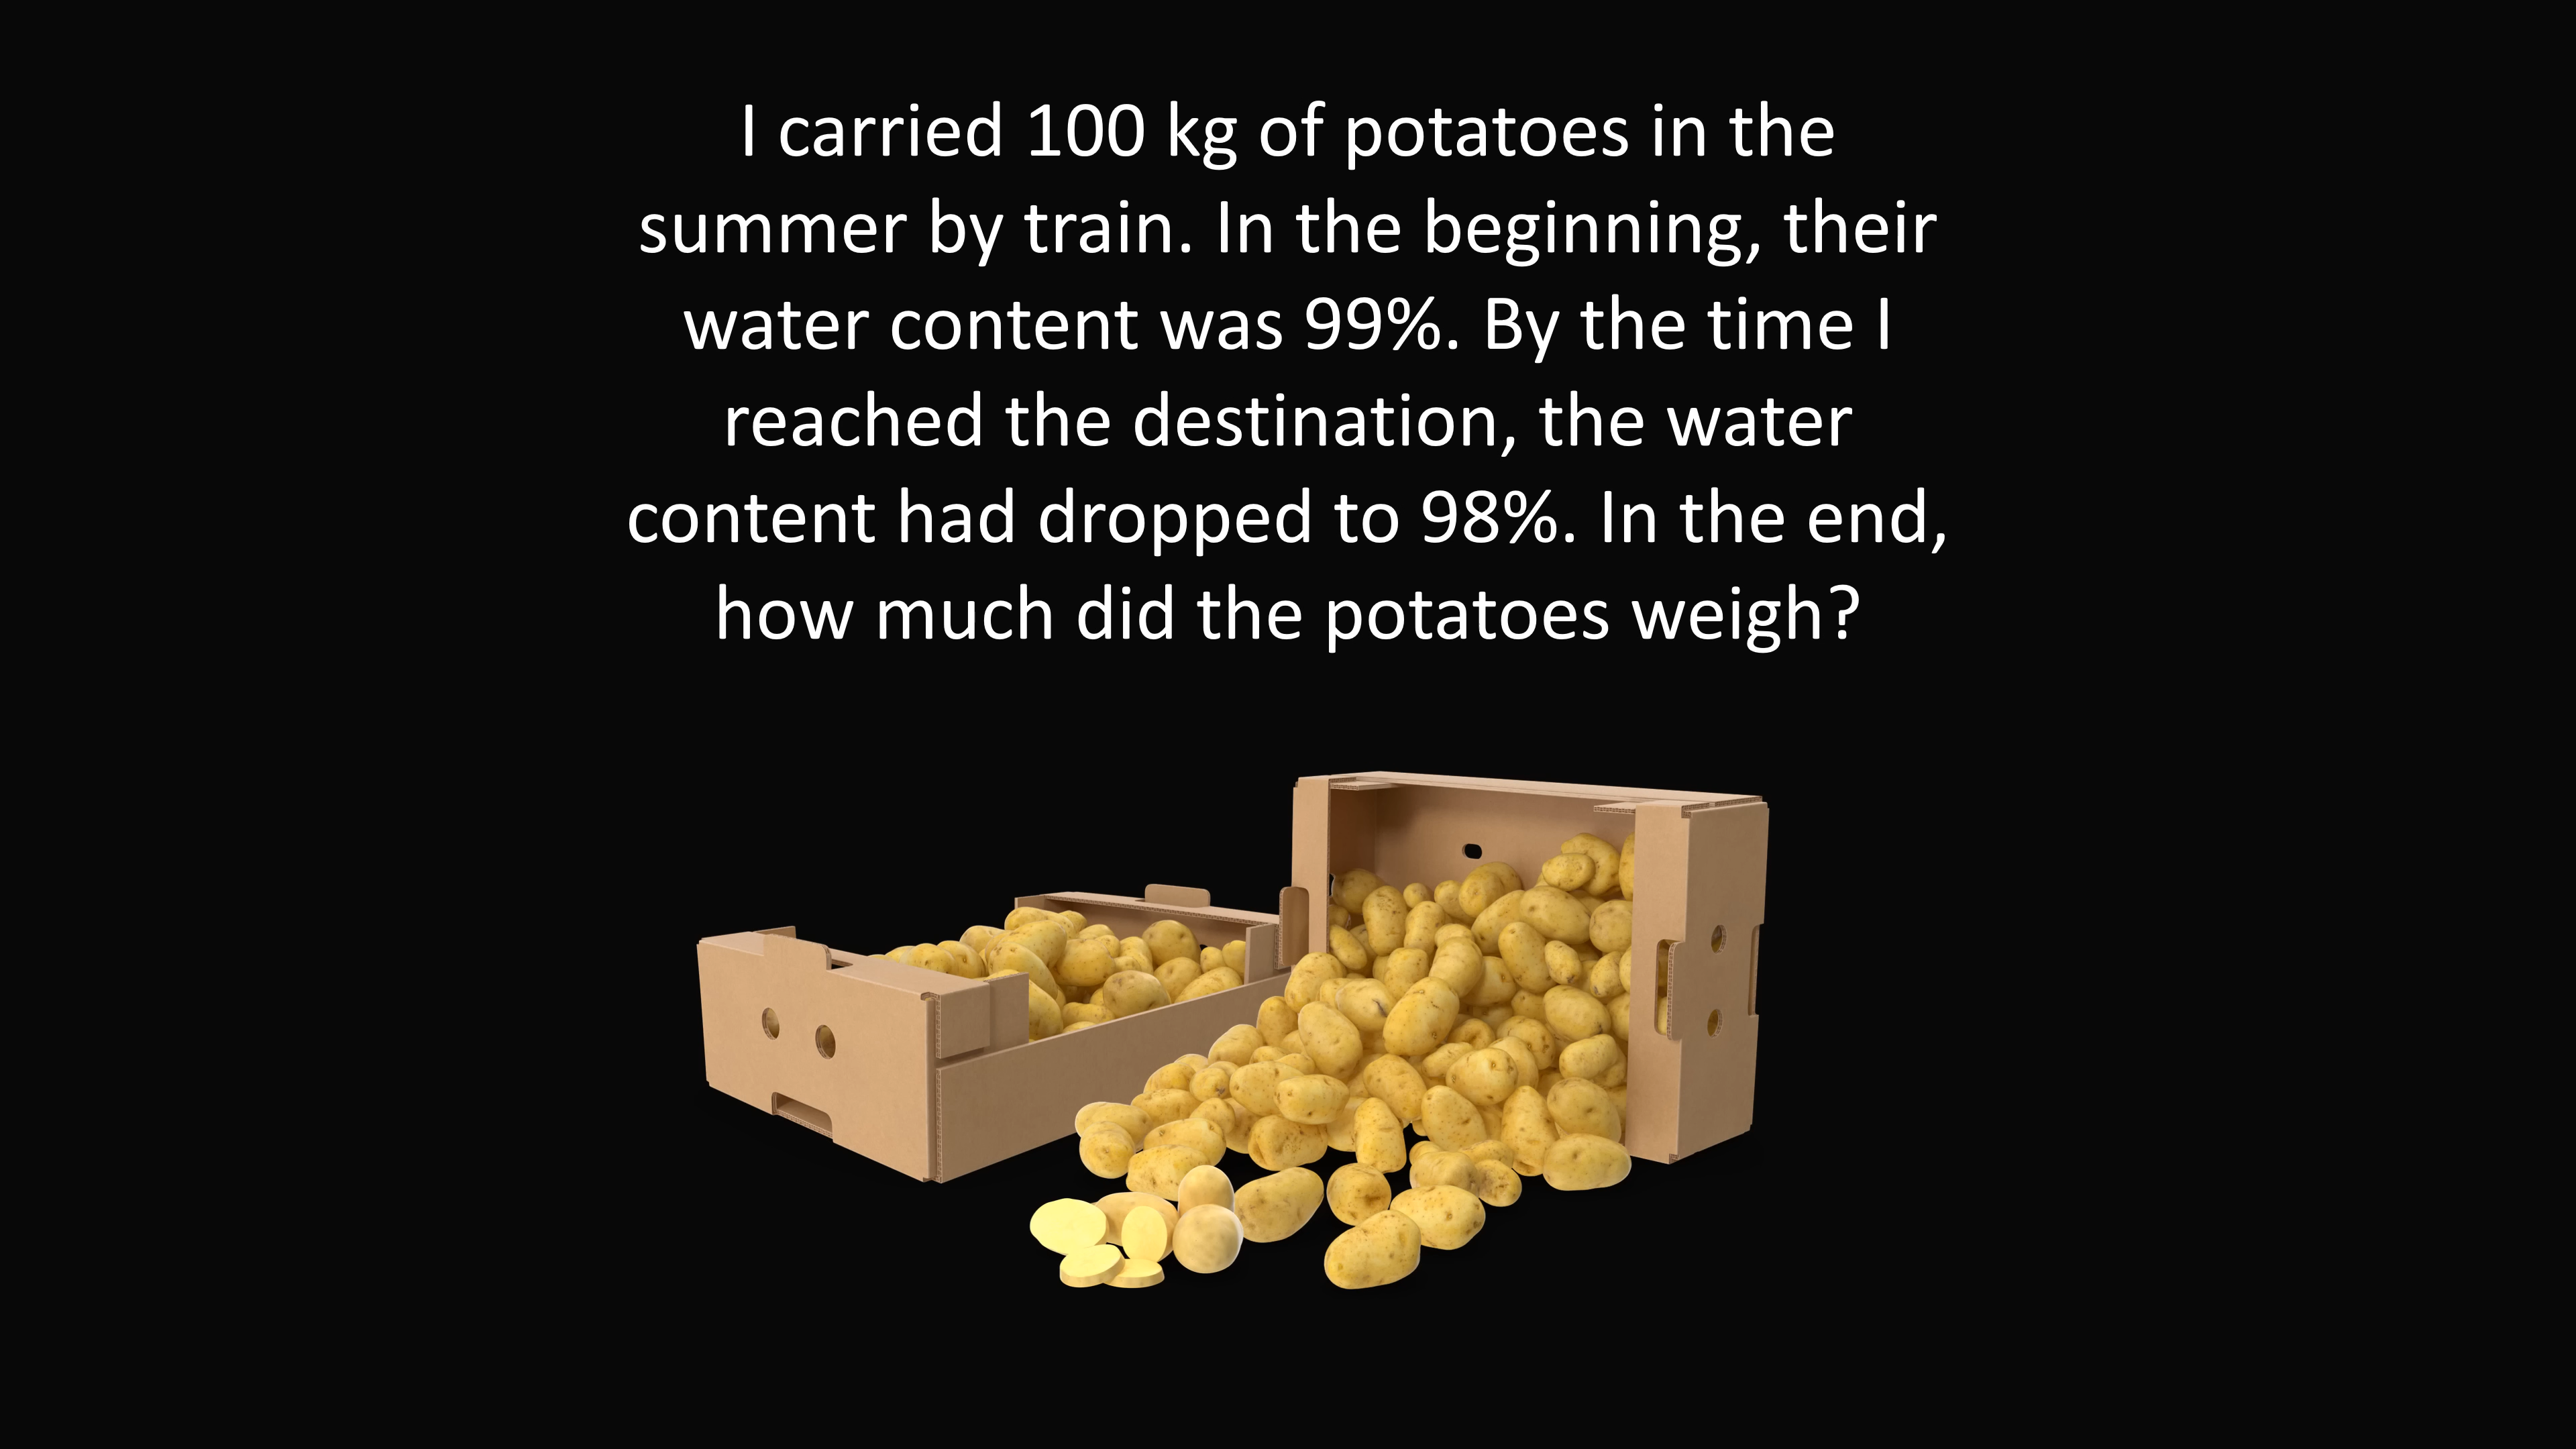 I carried 100 kg of potatoes in the
summer by train. In the beginning, their
water content was 99%. By the time I
reached the destination, the water
content had dropped to 98%. In the end,
how much did the potatoes weigh?